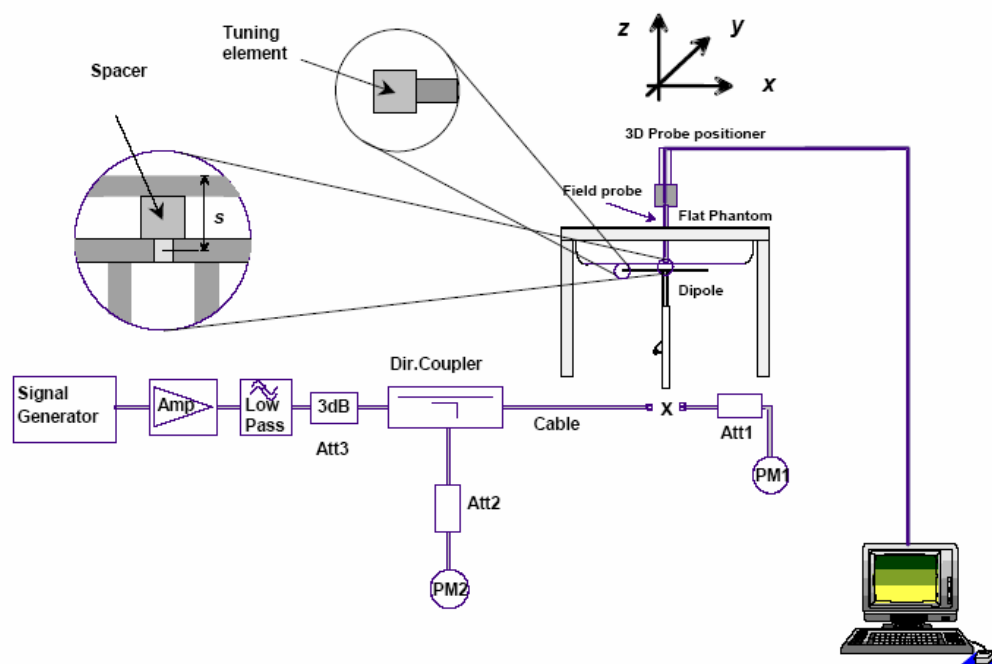 Tuning
element
Spacer
s
z
y
x
3D Probe positioner
Field probe
Flat Phantom
Dipole
Dir.Coupler
Signal
Generator
Amp
Low
Pass
3dB
Att3
Cable
X
Att1
PM1
Att2
PM2